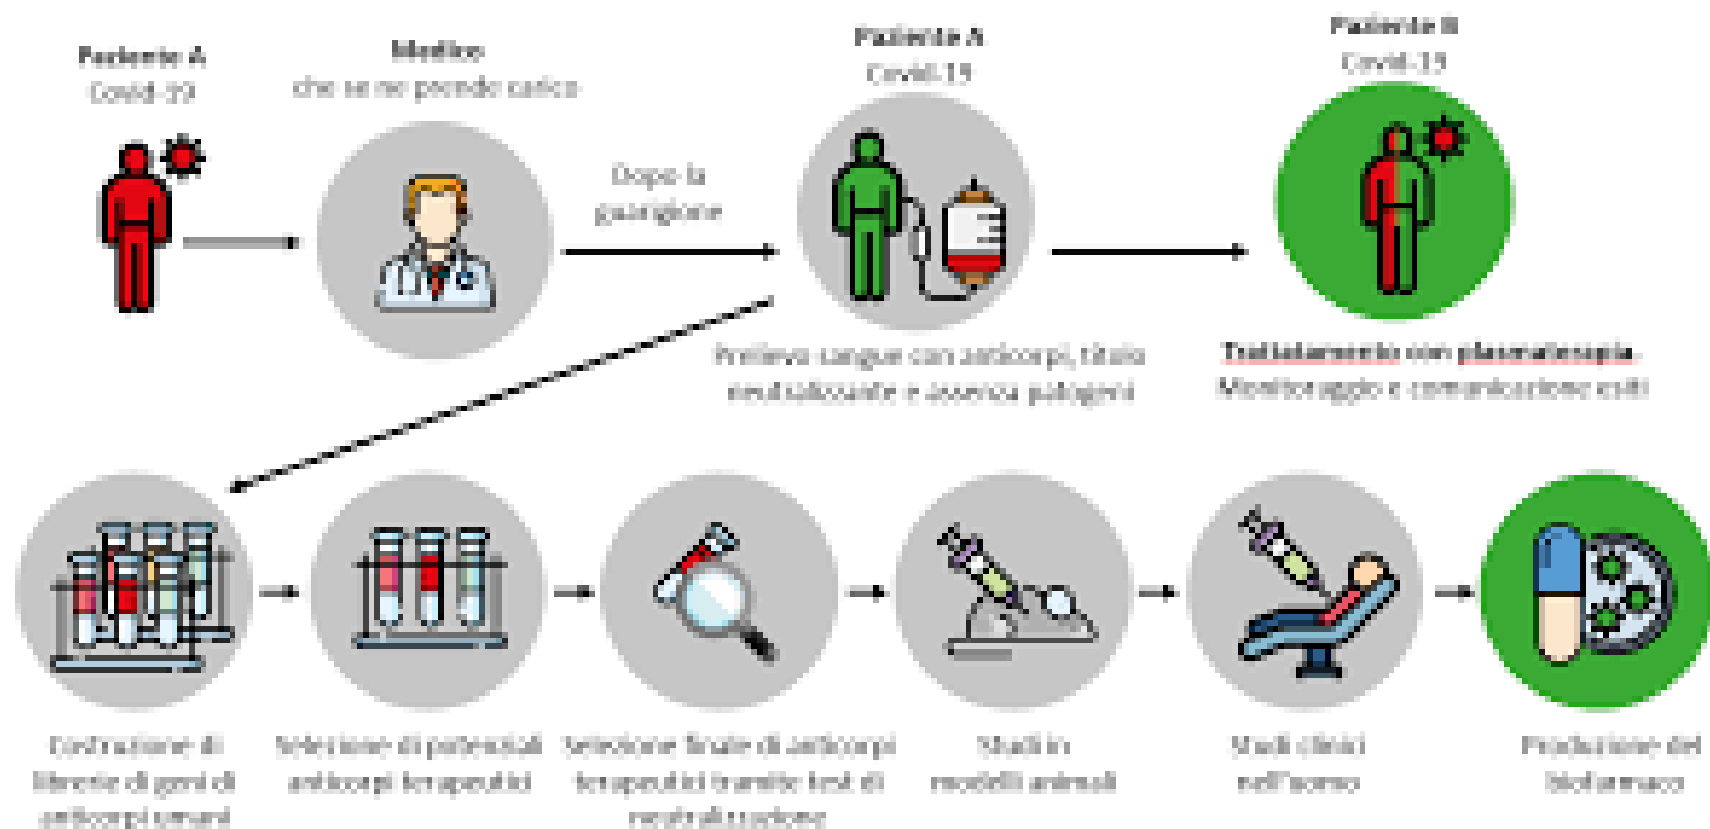 Paziente A
Covid-19
Medico
che se ne prende carico
Dopo la
guarigione
Paziente A
Covid-19
Paziente B
Covid-19
Prelievo sangue con anticorpi, titolo
neutralizzante e assenza patogeni
Trattatamento con plasmaterapia.
Monitoraggio e comunicazione esiti
Costruzione di
librerie di geni di
anticorpi umani
Selezione di potenziali
anticorpi terapeutici
Selezione finale di anticorpi
terapeutici tramite test di
neutralizzazione
Studi in
modelli animali
Studi clinici
nell'uomo
Produzione del
biofarmaco